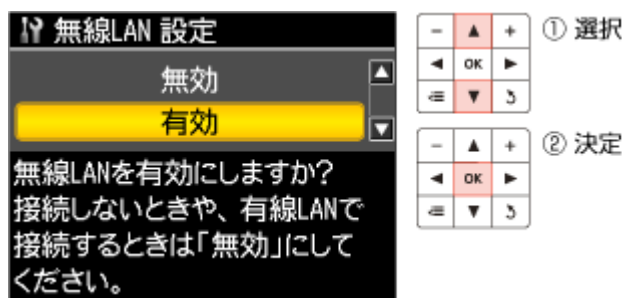 無線LAN 設定
無効
有効
無線LANを有効にしますか?
接続しないときや、有線LANで
接続するときは「無効」にして
ください。
- ▲ +
◀ OK ▶
▼
① 選択
- ▲ +
◀ OK ▶
▼
② 決定